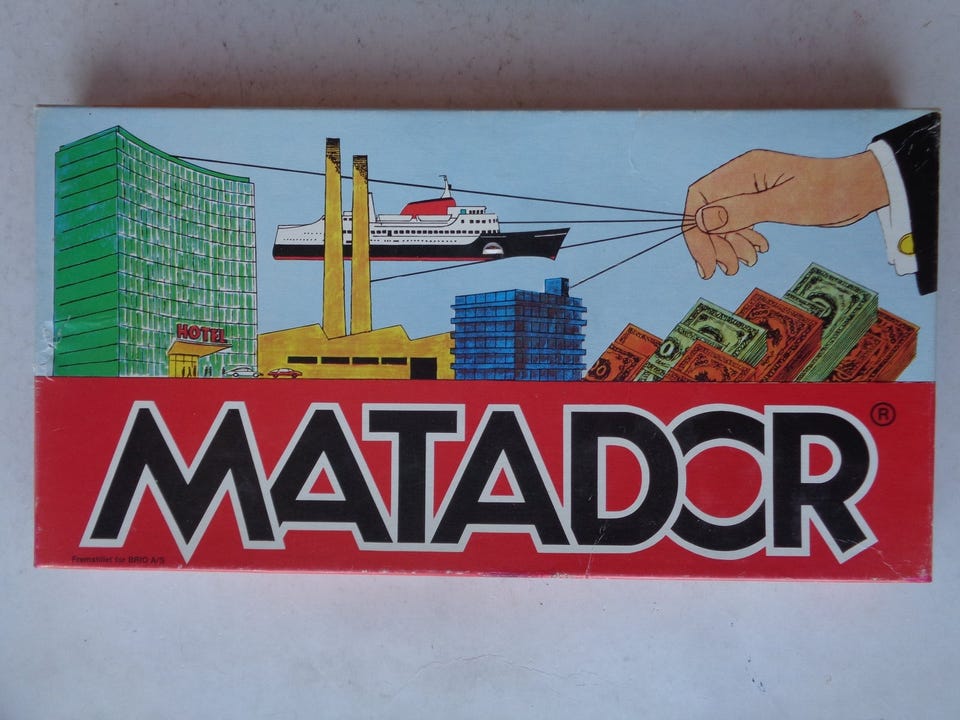 HOTEL
MATADOR®
Fremstillet for BRIO A/S